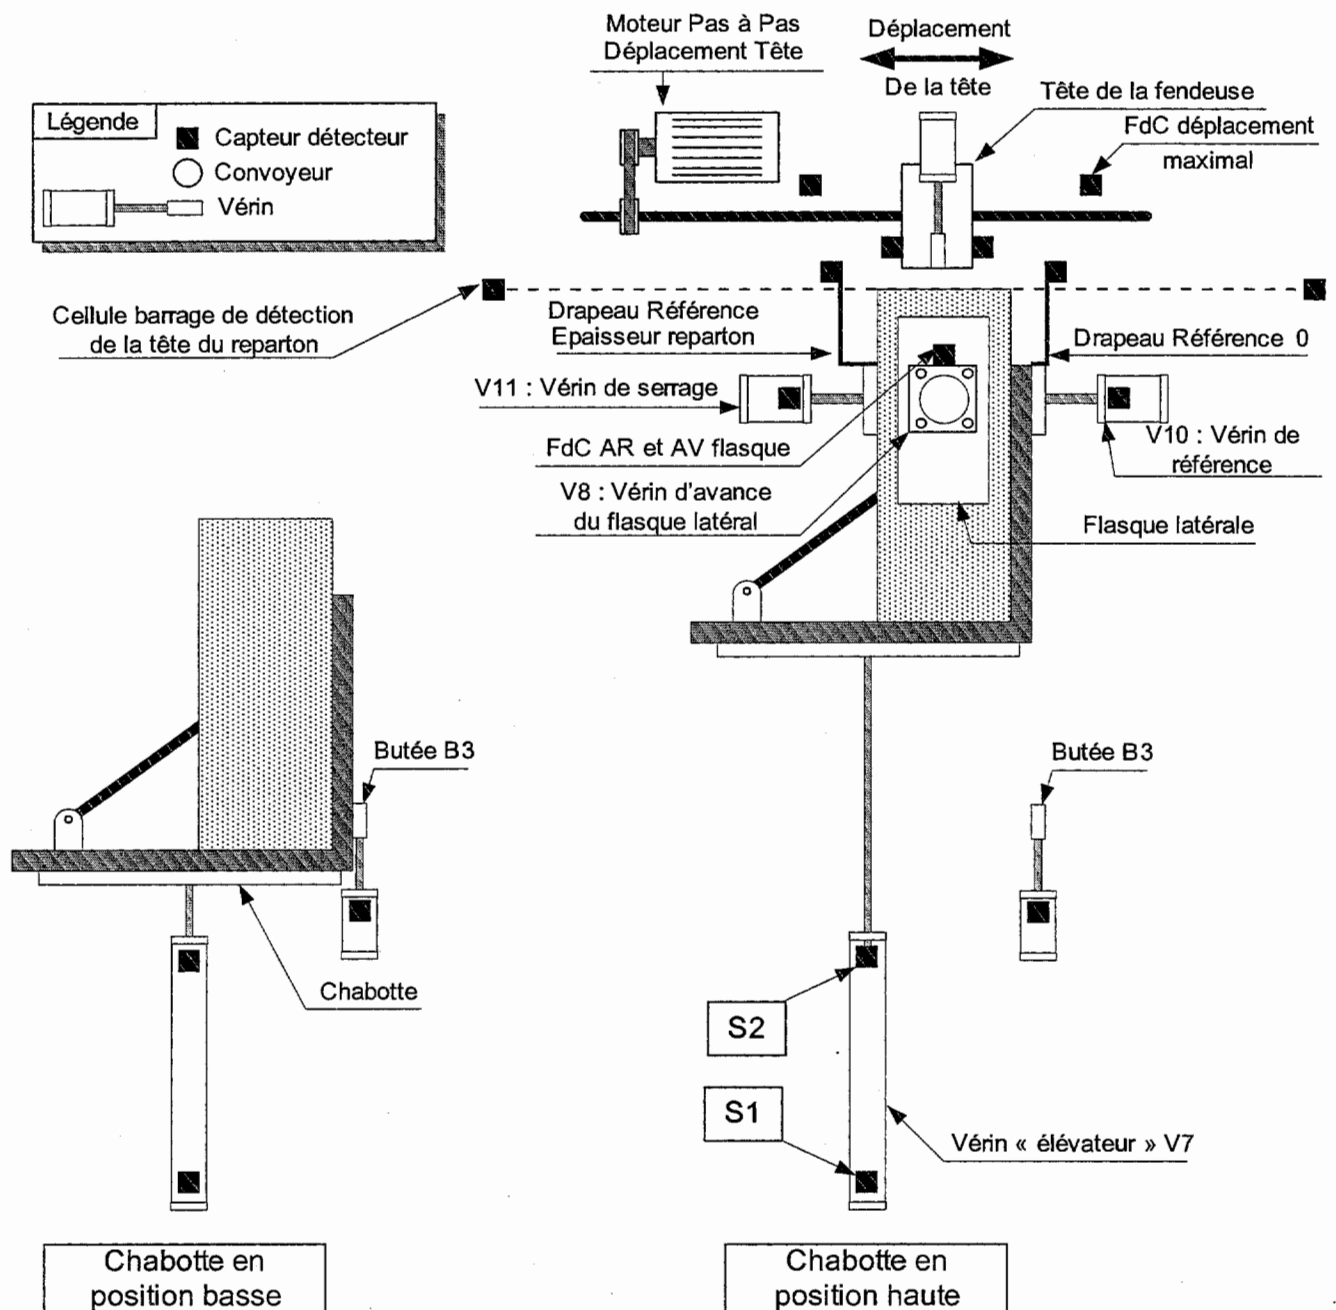 Moteur Pas à Pas
Déplacement Tête
Déplacement
De la tête
Tête de la fendeuse
FdC déplacement
maximal
Légende
Capteur détecteur
Convoyeur
Vérin
Cellule barrage de détection
de la tête du reparton
Drapeau Référence
Epaisseur reparton
Drapeau Référence 0
V11 : Vérin de serrage
FdC AR et AV flasque
V10 : Vérin de
référence
V8 : Vérin d'avance
du flasque latéral
Flasque latérale
Butée B3
Butée B3
Chabotte
S2
S1
Vérin « élévateur » V7
Chabotte en
position basse
Chabotte en
position haute